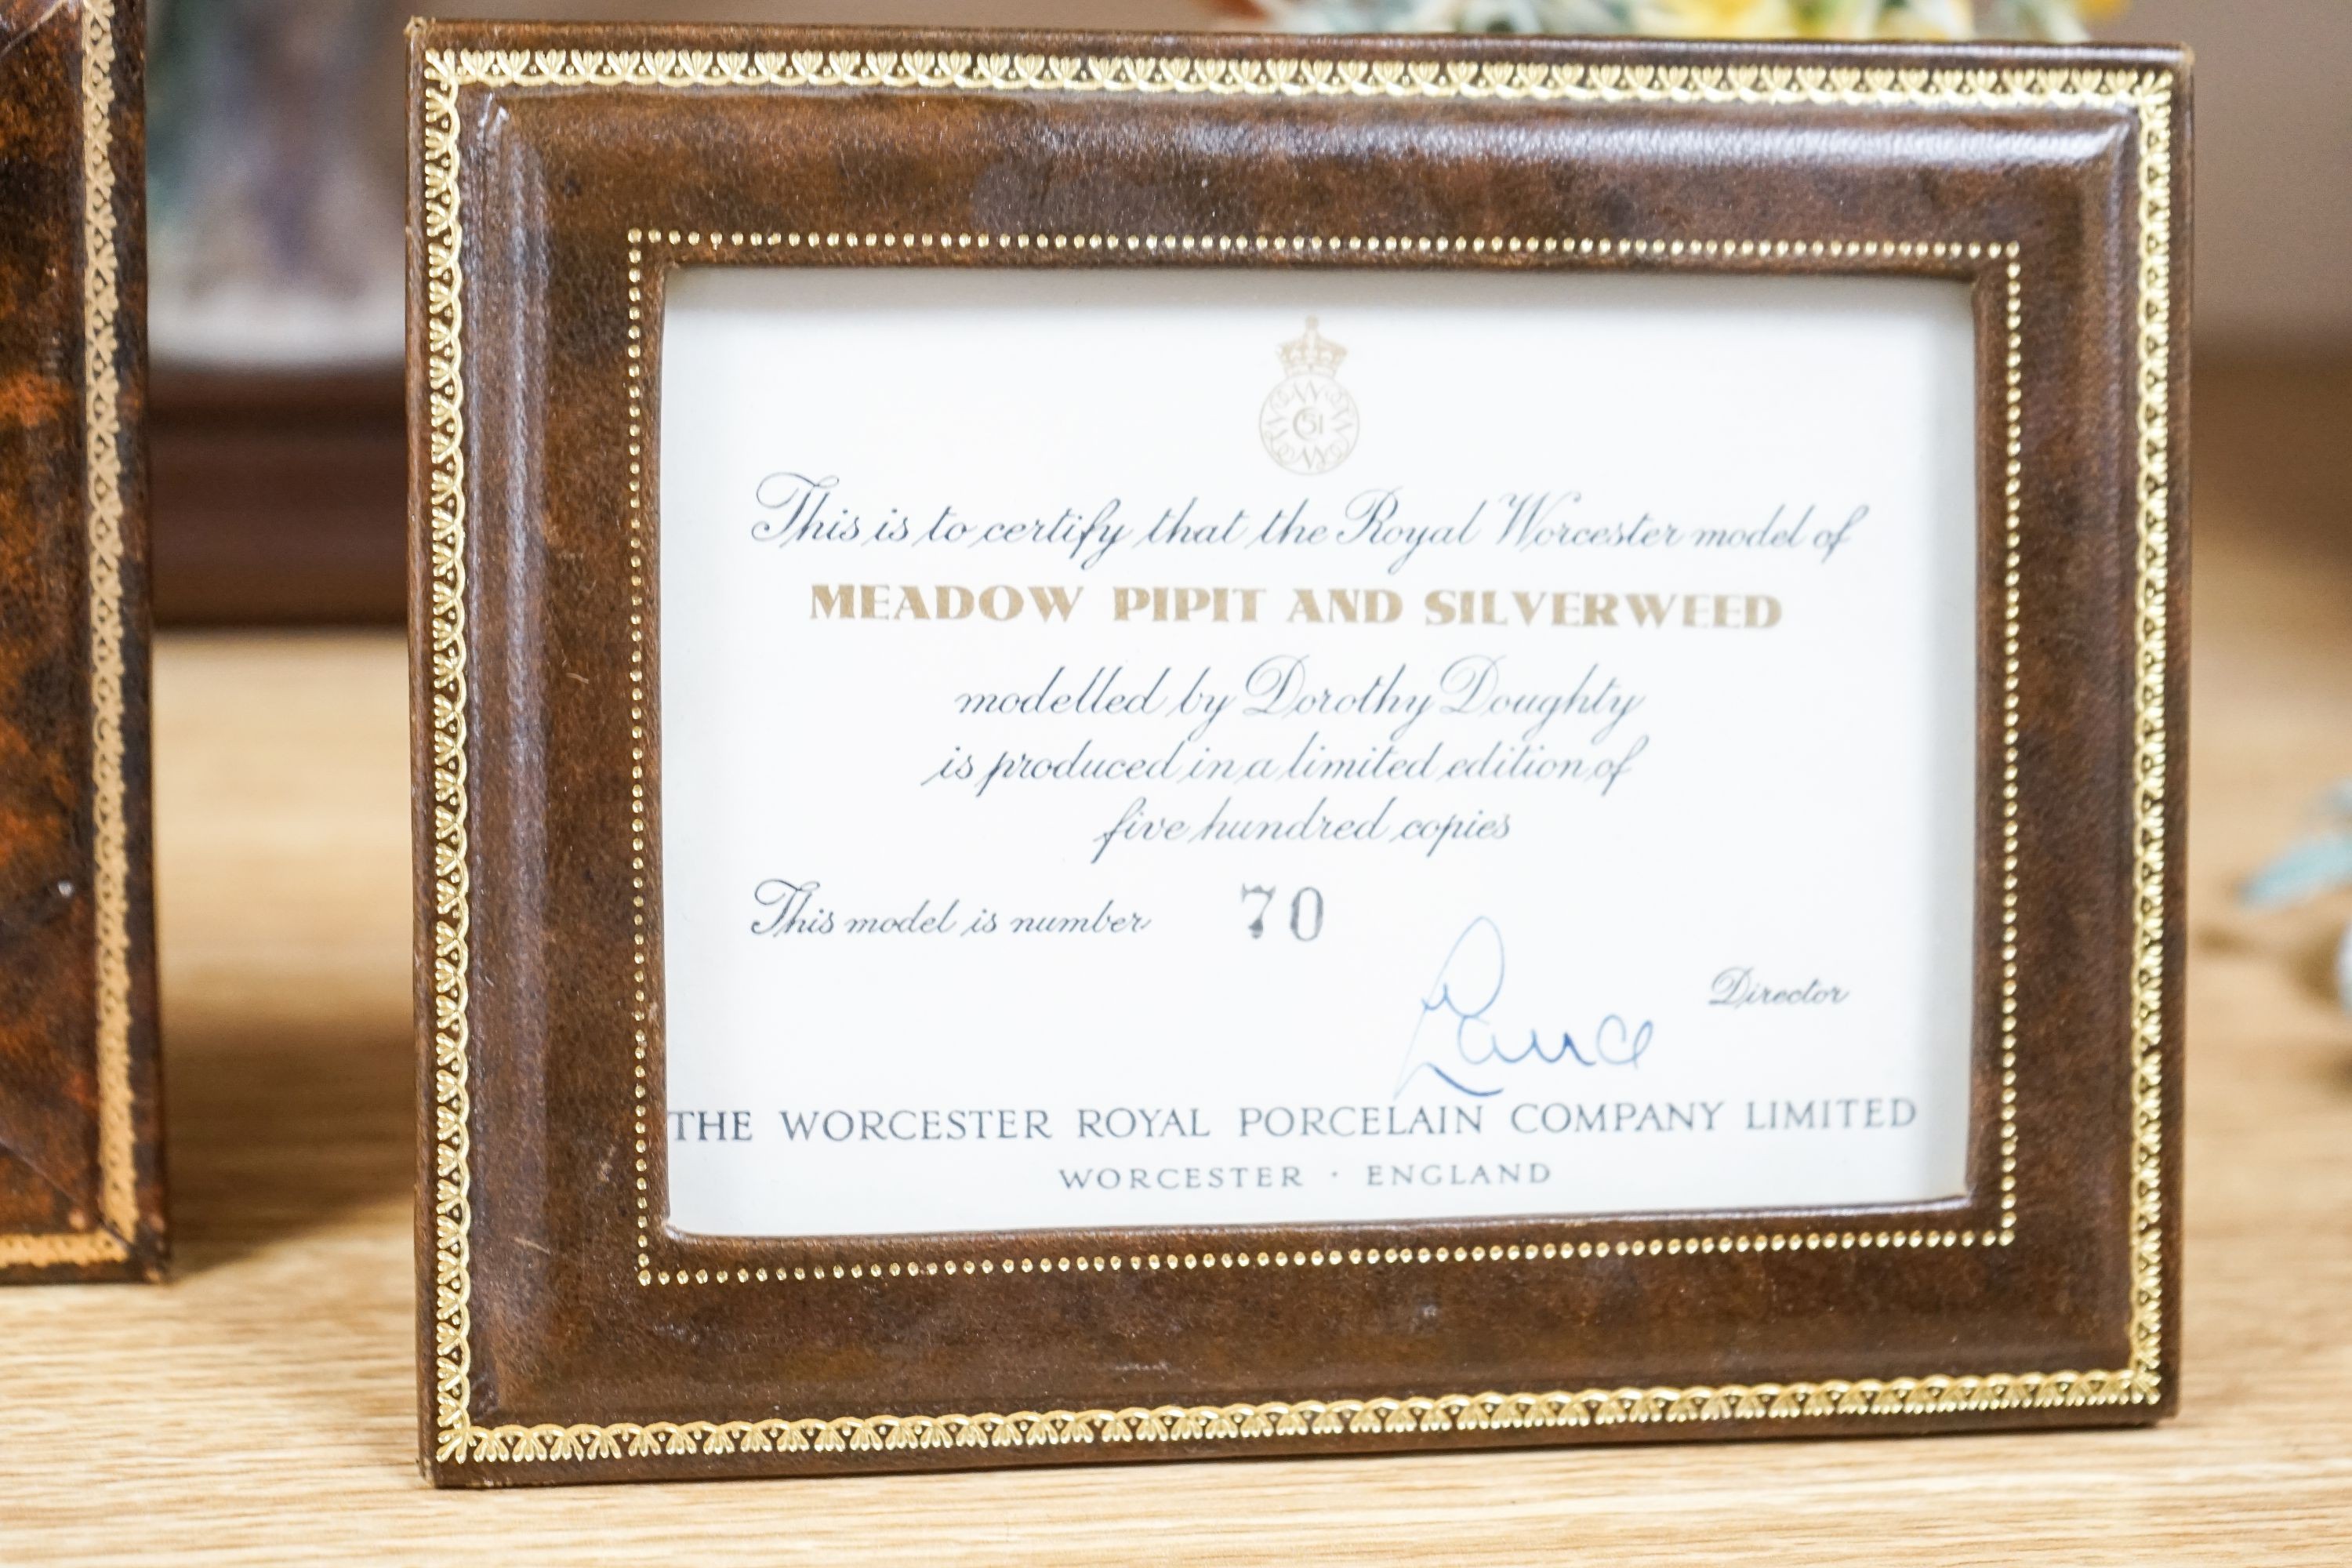 51
This is to certify that the Royal Worcester model of
MEADOW PIPIT AND SILVERWEED
modelled by Dorothy Doughty
is produced in a limited edition of
five hundred copies
This model is number 70
Director
THE WORCESTER ROYAL PORCELAIN COMPANY LIMITED
WORCESTER · ENGLAND